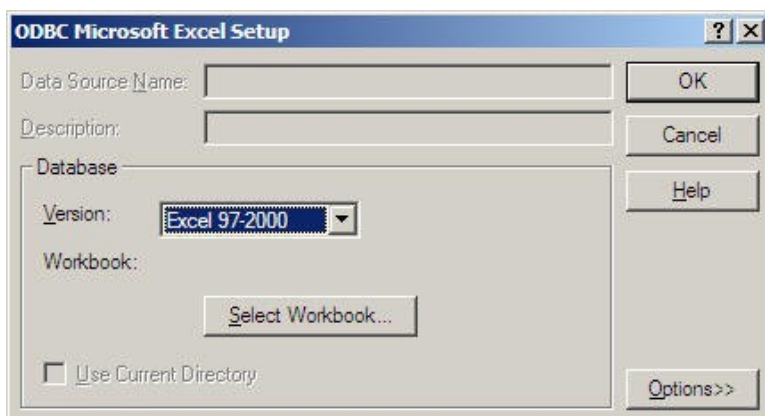 ODBC Microsoft Excel Setup
Data Source Name:
OK
Description:
Cancel
Database
Help
Version:
Excel 97-2000
Workbook:
Select Workbook...
Use Current Directory
Options>>